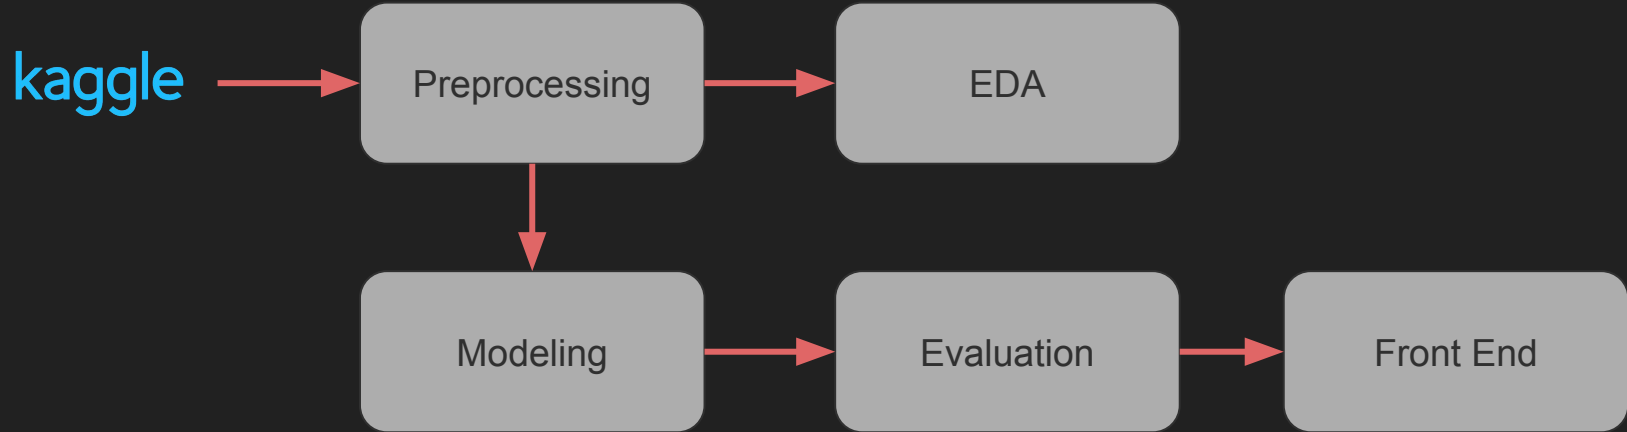 kaggle
Preprocessing
EDA
Modeling
Evaluation
Front End